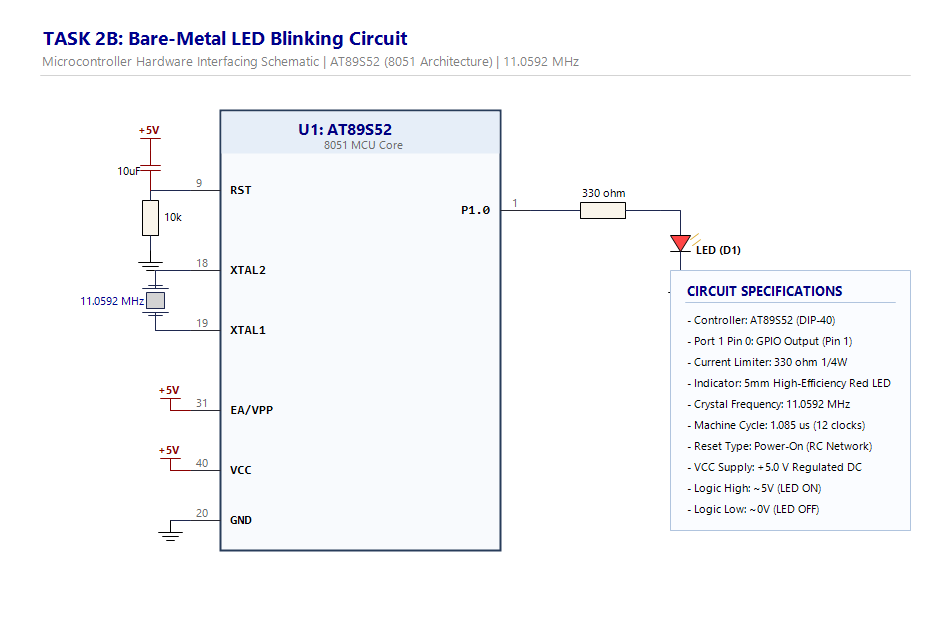 TASK 2B: Bare-Metal LED Blinking Circuit
Microcontroller Hardware Interfacing Schematic | AT89S52 (8051 Architecture) | 11.0592 MHz
U1: AT89S52
8051 MCU Core
+5V
10uF
9
RST
10k
P1.0
1
330 ohm
LED (D1)
18
XTAL2
11.0592 MHz
19
XTAL1
+5V
31
EA/VPP
+5V
40
VCC
20
GND
CIRCUIT SPECIFICATIONS
- Controller: AT89S52 (DIP-40)
- Port 1 Pin 0: GPIO Output (Pin 1)
- Current Limiter: 330 ohm 1/4W
- Indicator: 5mm High-Efficiency Red LED
- Crystal Frequency: 11.0592 MHz
- Machine Cycle: 1.085 us (12 clocks)
- Reset Type: Power-On (RC Network)
- VCC Supply: +5.0 V Regulated DC
- Logic High: ~5V (LED ON)
- Logic Low: ~0V (LED OFF)